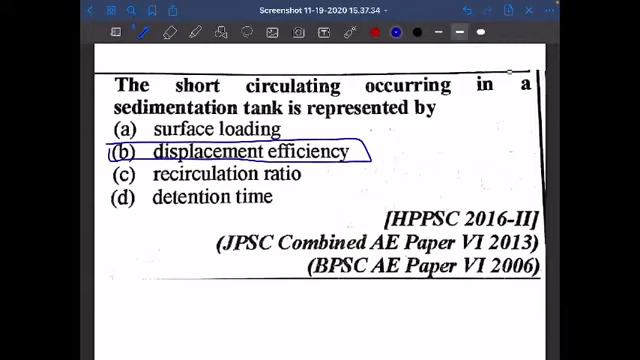 Screenshot 11-19-2020 15.37.34
The short circulating occurring in a
sedimentation tank is represented by
(a) surface loading
(b) displacement efficiency
(c) recirculation ratio
(d) detention time
[HPPSC 2016-II]
(JPSC Combined AE Paper VI 2013)
(BPSC AE Paper VI 2006)